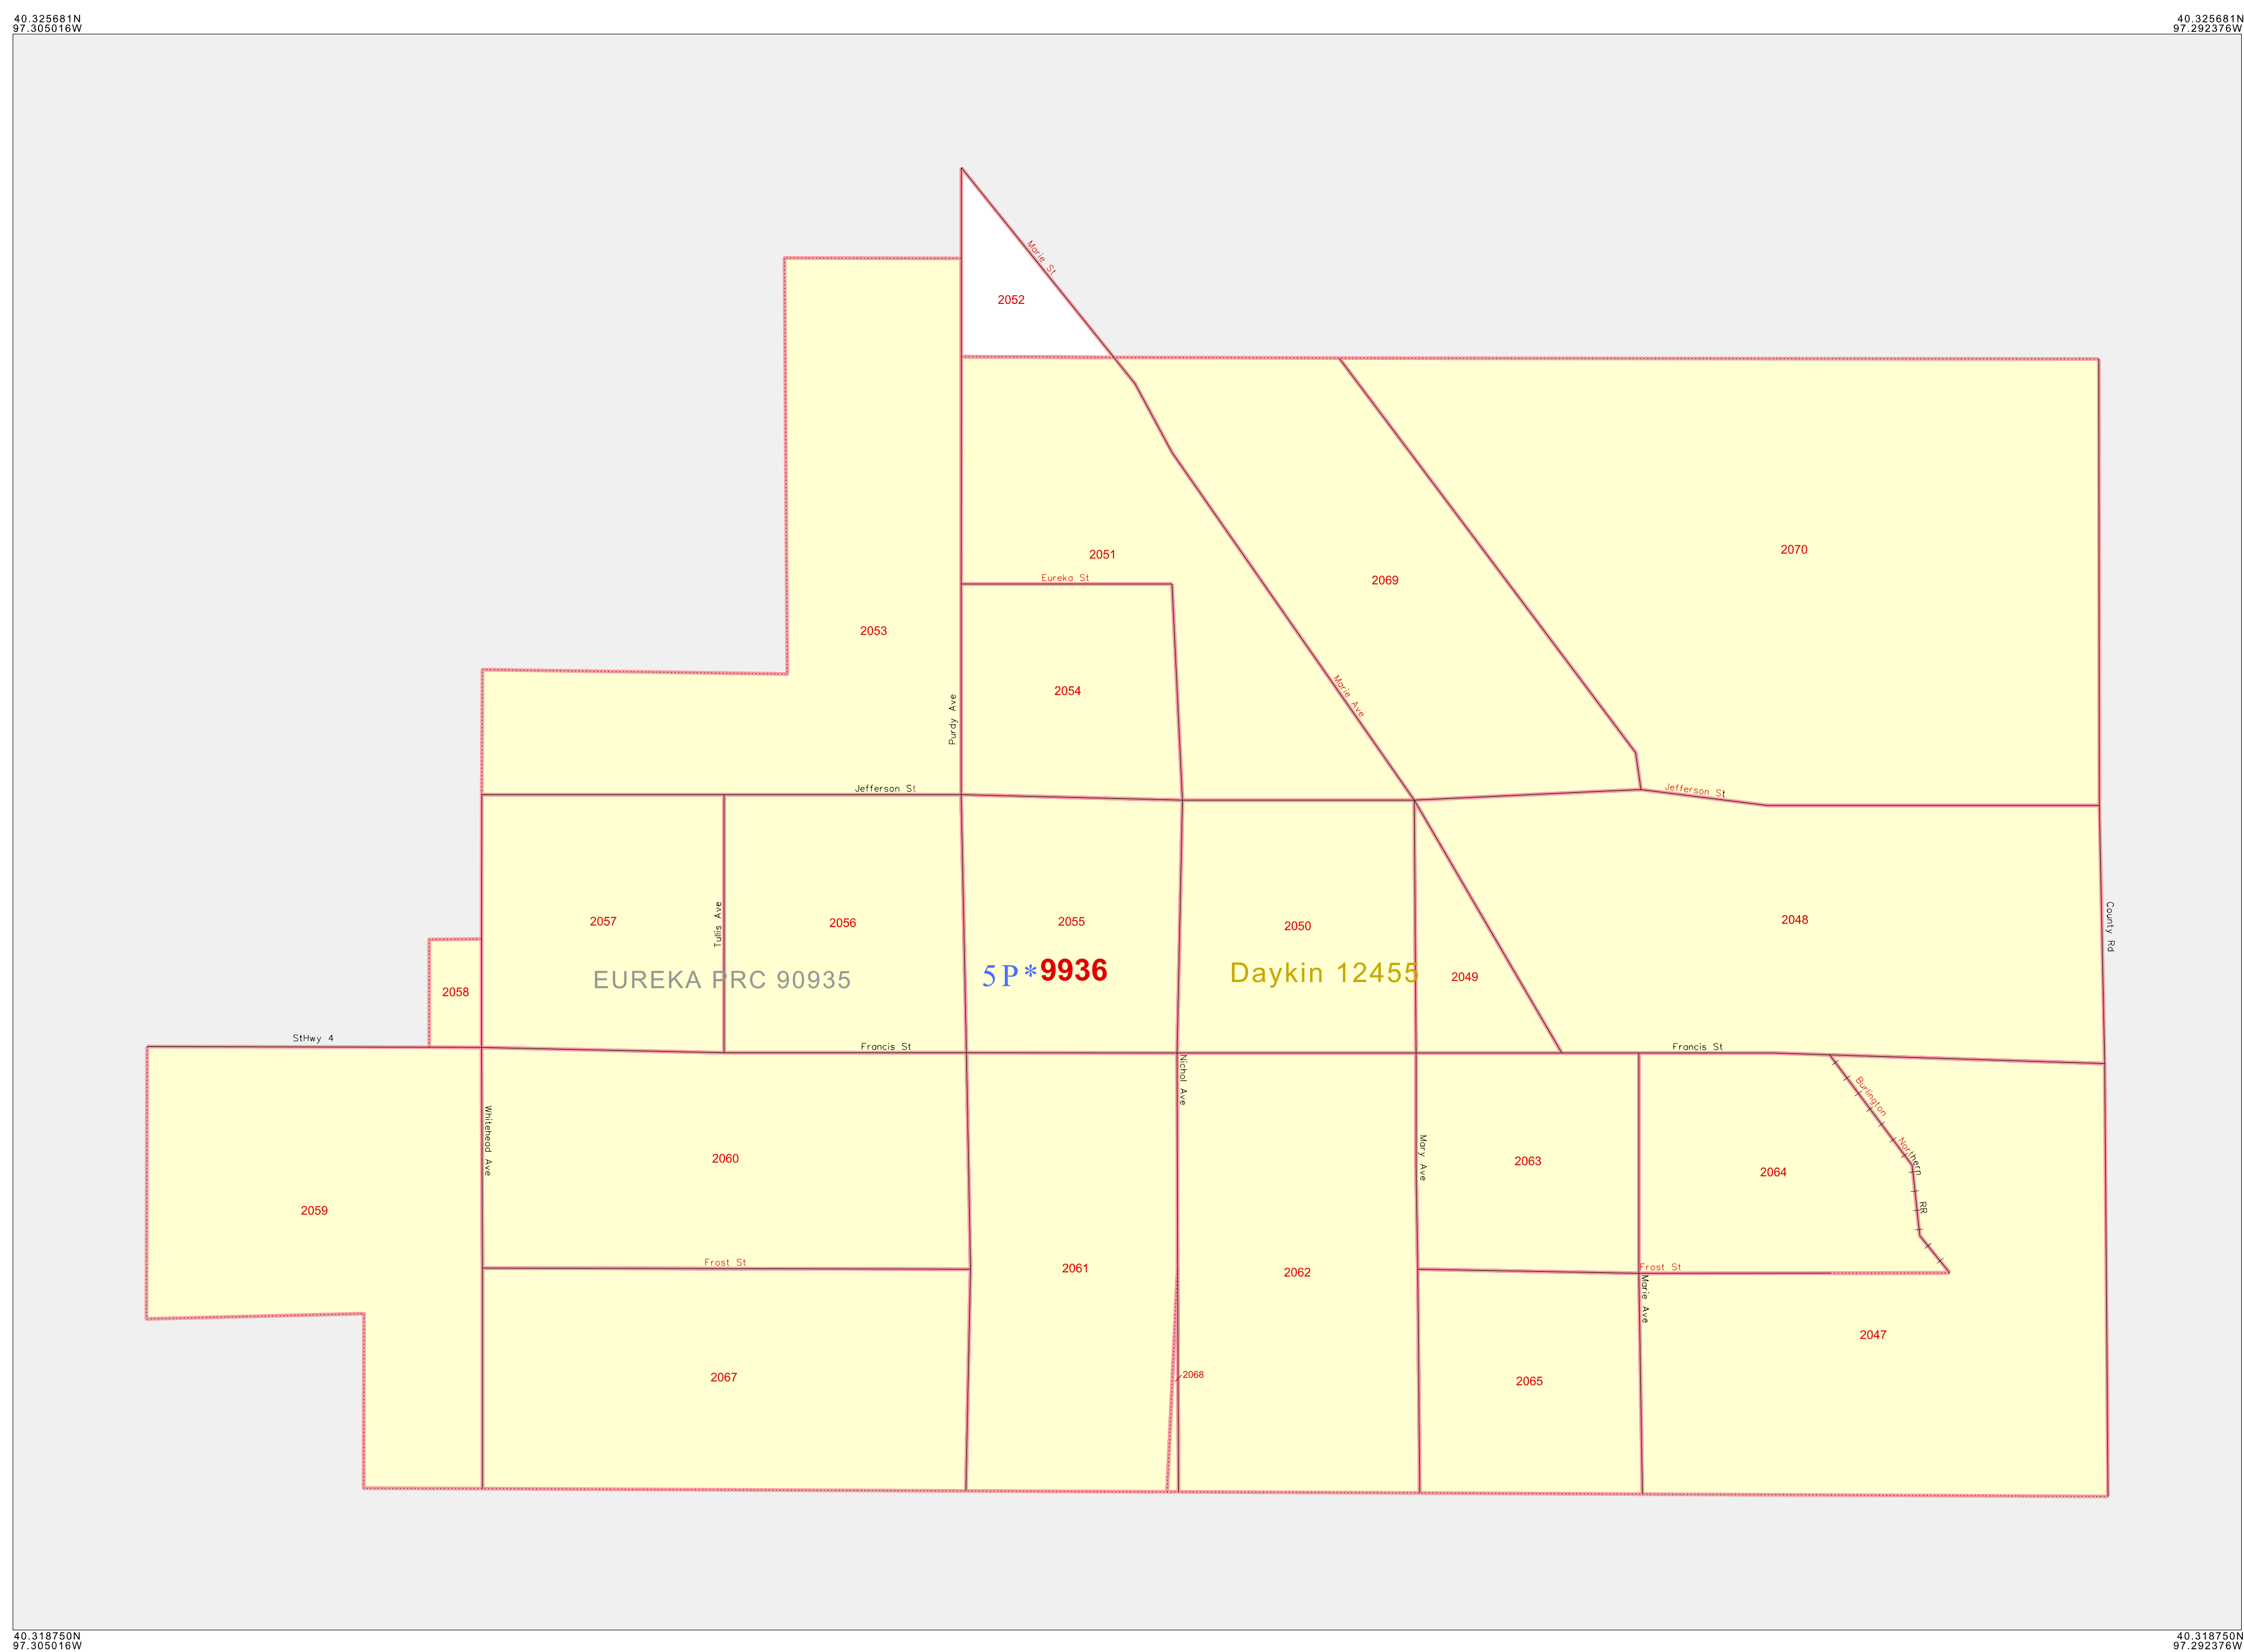 40.325681N
97.305016W
40.325681N
97.292376W
Marie St
2052
2051
2070
Eureka St
2069
2053
2054
Marie Ave
Purdy Ave
Jefferson St
Jefferson St
2057
Tullis Ave
2056
2055
2050
2048
County Rd
EUREKA PRC 90935
5P*9936
Daykin 12455
2049
2058
StHwy 4
Francis St
Francis St
Nichol Ave
Burlington Northern RR
Whitehead Ave
Mary Ave
2060
2063
2064
2059
Frost St
2061
2062
Frost St
Marie Ave
2047
2067
2068
2065
40.318750N
97.305016W
40.318750N
97.292376W